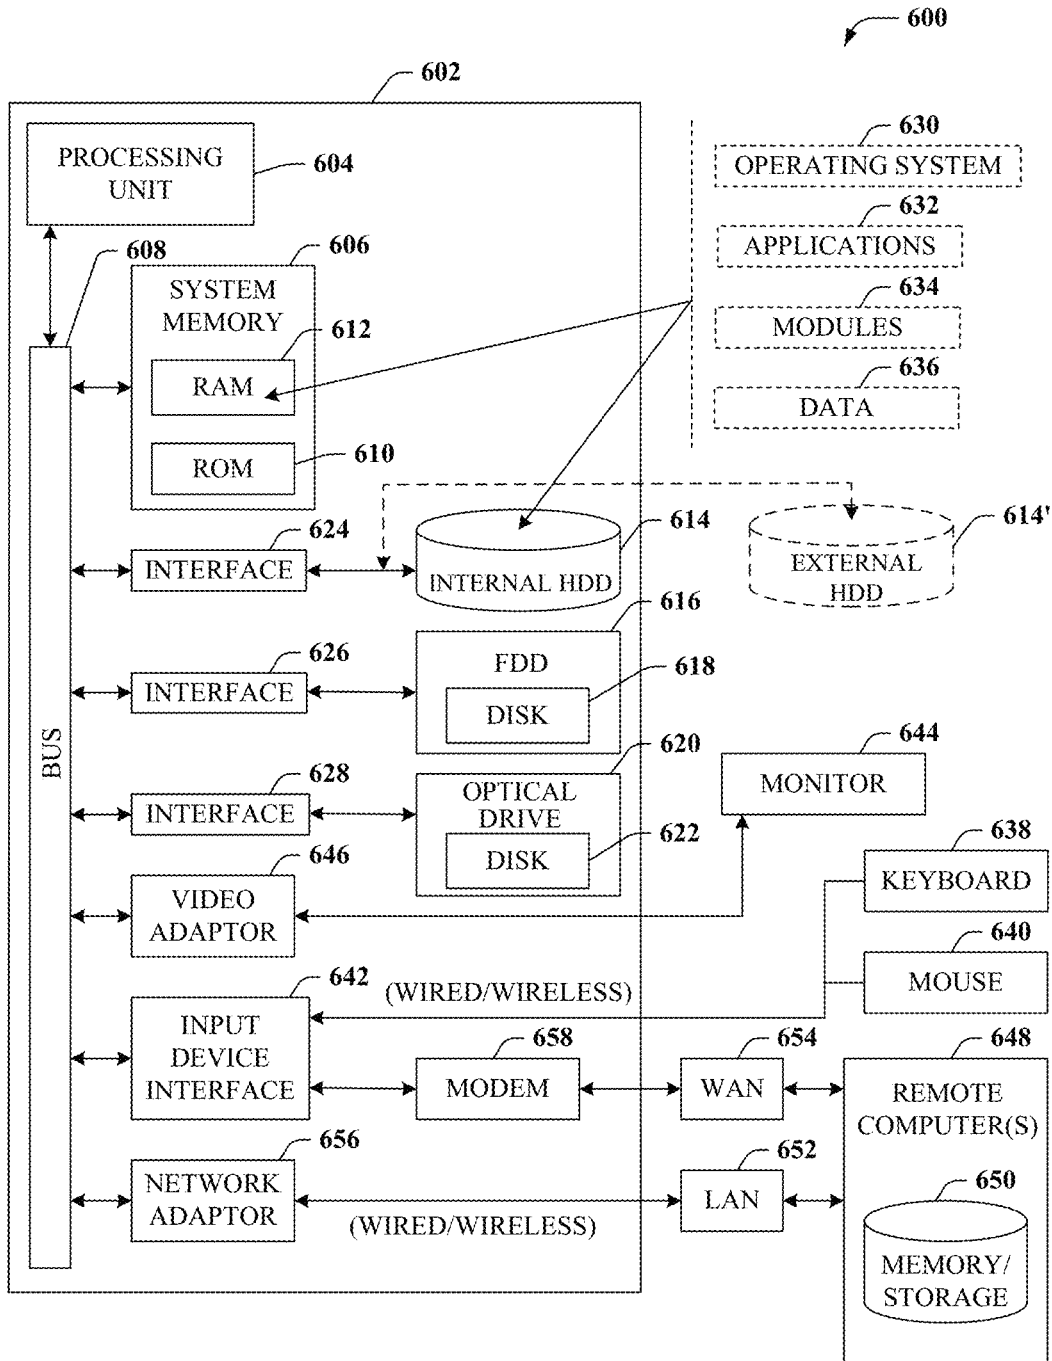 600
602
PROCESSING
UNIT
604
630
OPERATING SYSTEM
632
APPLICATIONS
634
MODULES
636
DATA
608
606
SYSTEM
MEMORY
612
RAM
610
ROM
624
INTERFACE
614
INTERNAL HDD
614'
EXTERNAL
HDD
616
FDD
626
INTERFACE
618
DISK
BUS
620
OPTICAL
DRIVE
628
INTERFACE
622
DISK
644
MONITOR
646
VIDEO
ADAPTOR
638
KEYBOARD
640
MOUSE
642
INPUT
DEVICE
INTERFACE
(WIRED/WIRELESS)
658
MODEM
654
WAN
648
REMOTE
COMPUTER(S)
656
NETWORK
ADAPTOR
(WIRED/WIRELESS)
652
LAN
650
MEMORY/
STORAGE